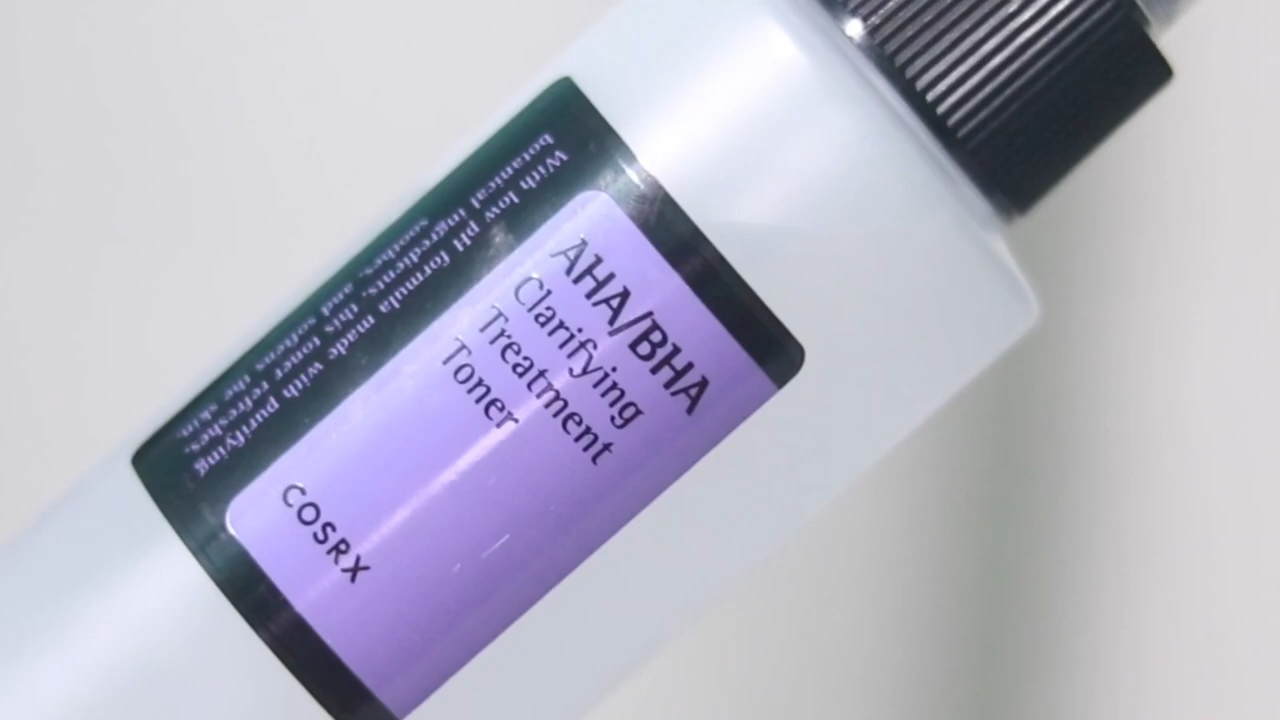 AHA/BHA
Clarifying
Treatment
Toner
COSRX
With low pH formula made with purifying
botanical ingredients, this toner refreshes,
soothes, and softens the skin.